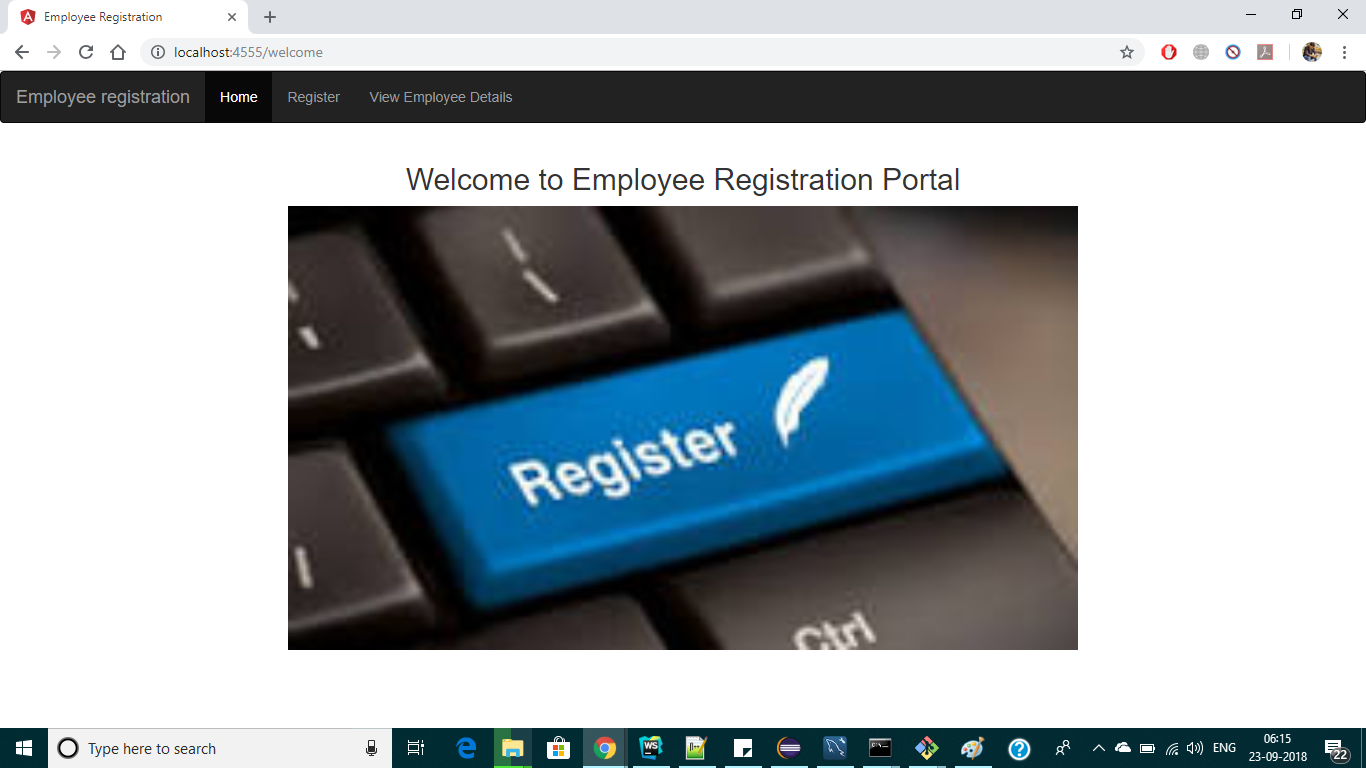 Employee Registration
localhost:4555/welcome
Employee registration Home Register View Employee Details
Welcome to Employee Registration Portal
Register
Ctrl
Type here to search
WS
ENG
06:15
23-09-2018
22